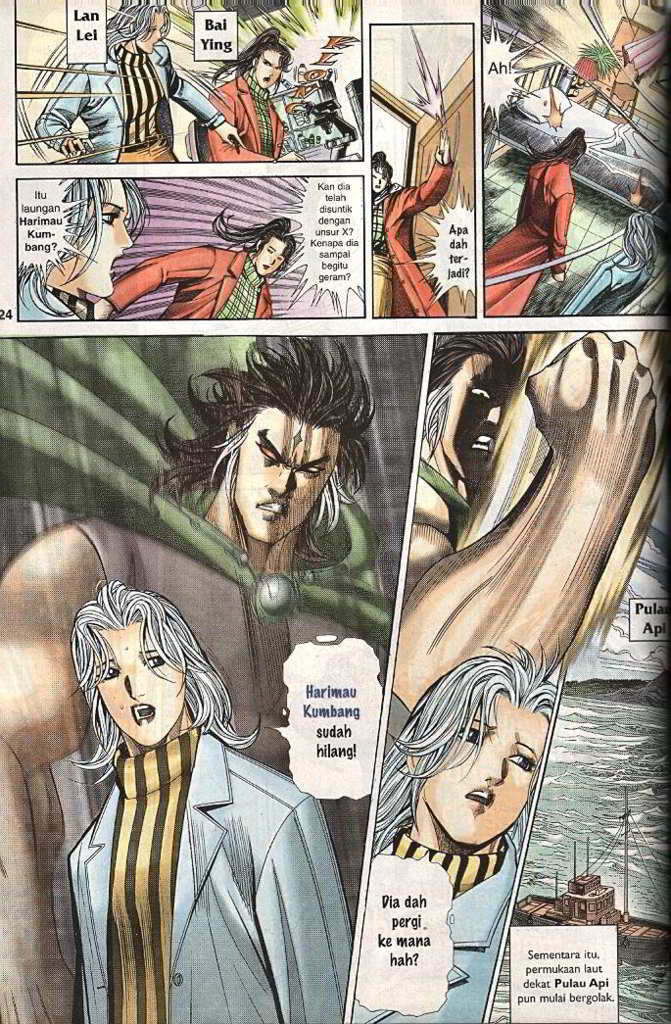 Lan
Lei
Bai
Ying
Ah!
Itu
laungan
Harimau
Kum-
bang?
Kan dia
telah
disuntik
dengan
unsur X?
Kenapa dia
sampai
begitu
geram?
Apa
dah
ter-
jadi?
24
Harimau
Kumbang
sudah
hilang!
Dia dah
pergi
ke mana
hah?
Pulau
Api
Sementara itu,
permukaan laut
dekat Pulau Api
pun mulai bergolak.